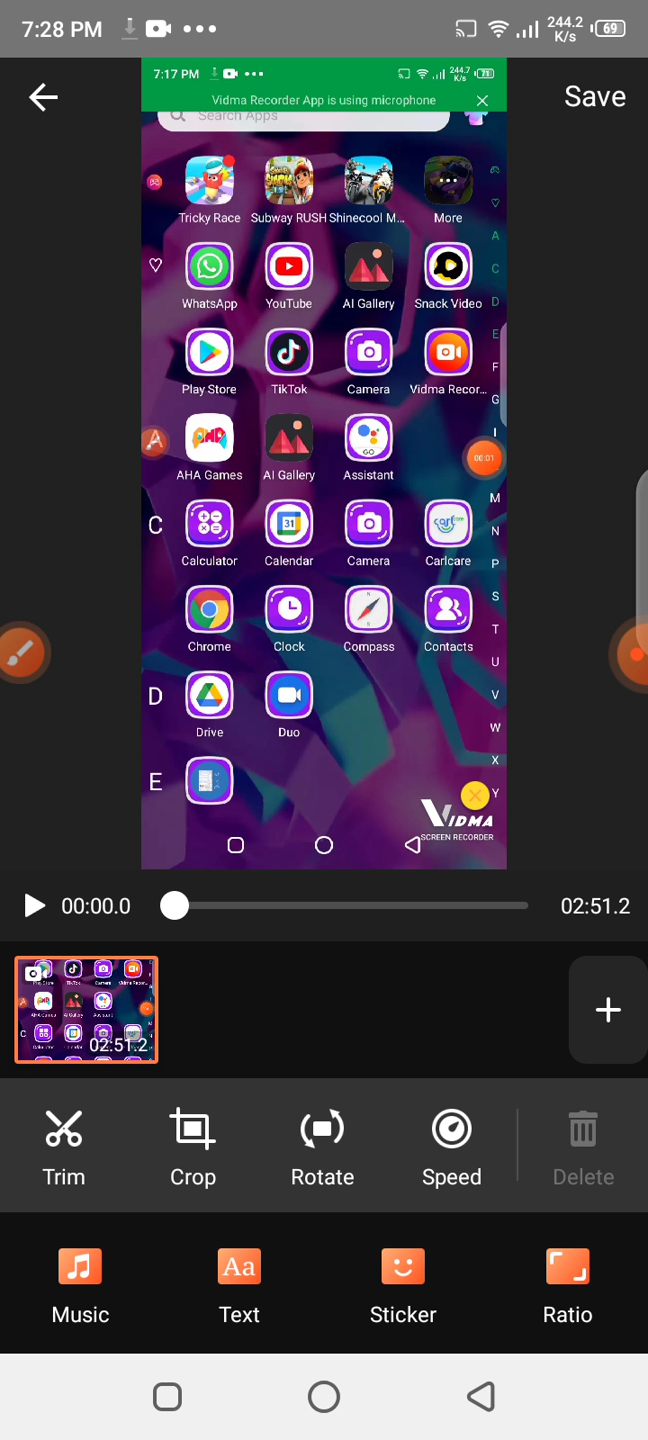 7:28 PM 244.2 K/s 69
Save
7:17 PM 244.7 K/s 71
Vidma Recorder App is using microphone
Search Apps
Tricky Race Subway RUSH Shinecool M... More
WhatsApp YouTube AI Gallery Snack Video
Play Store TikTok Camera Vidma Recor...
AHA Games AI Gallery Assistant
00:01
C
Calculator Calendar Camera Carlcare
Chrome Clock Compass Contacts
D
Drive Duo
E
A
C
D
E
F
G
I
M
N
P
S
T
U
V
W
X
Y
VIDMA
SCREEN RECORDER
00:00.0 02:51.2
02:51.2
Trim Crop Rotate Speed Delete
Music Text Sticker Ratio